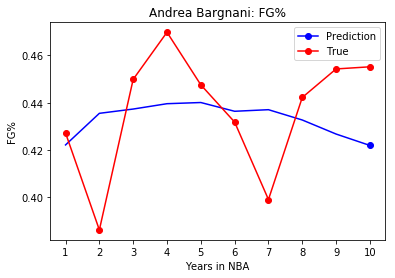 Andrea Bargnani: FG%
Prediction
True
0.46
0.44
0.42
0.40
FG%
1 2 3 4 5 6 7 8 9 10
Years in NBA